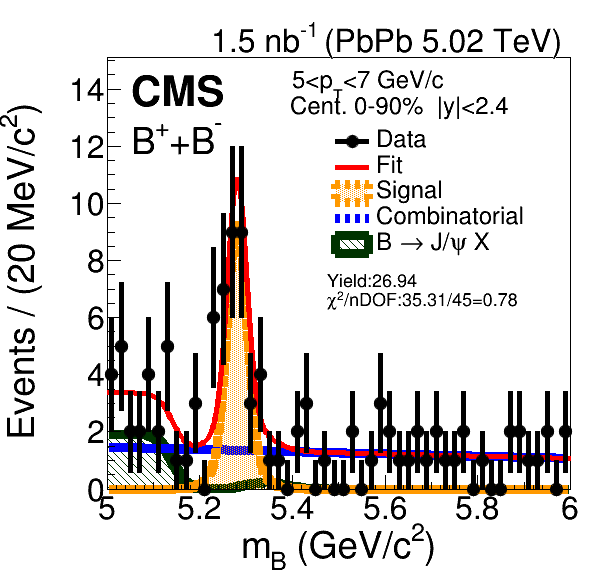 1.5 nb⁻¹ (PbPb 5.02 TeV)
CMS
B⁺+B⁻
5<p_T<7 GeV/c
Cent. 0-90% |y|<2.4
Data
Fit
Signal
Combinatorial
B → J/ψ X
Yield:26.94
χ²/nDOF:35.31/45=0.78
Events / (20 MeV/c²)
14
12
10
8
6
4
2
0
5 5.2 5.4 5.6 5.8 6
m_B (GeV/c²)